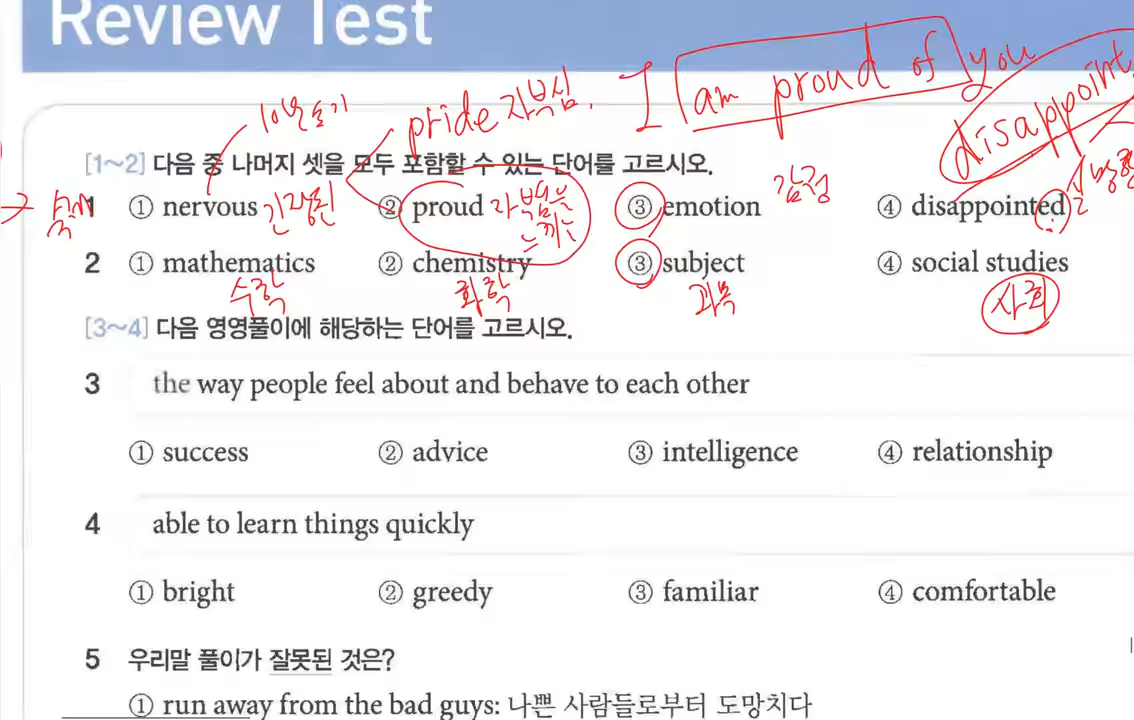 Review Test
I am proud of you
pride 자부심.
disappoint
[1~2] 다음 중 나머지 셋을 모두 포함할 수 있는 단어를 고르시오.
1 ① nervous 긴장된 ② proud 자부심을 느끼는 ③ emotion 감정 ④ disappointed
2 ① mathematics ② chemistry ③ subject ④ social studies
수학 화학 과목 사회
[3~4] 다음 영영풀이에 해당하는 단어를 고르시오.
3 the way people feel about and behave to each other
① success ② advice ③ intelligence ④ relationship
4 able to learn things quickly
① bright ② greedy ③ familiar ④ comfortable
5 우리말 풀이가 잘못된 것은?
① run away from the bad guys: 나쁜 사람들로부터 도망치다